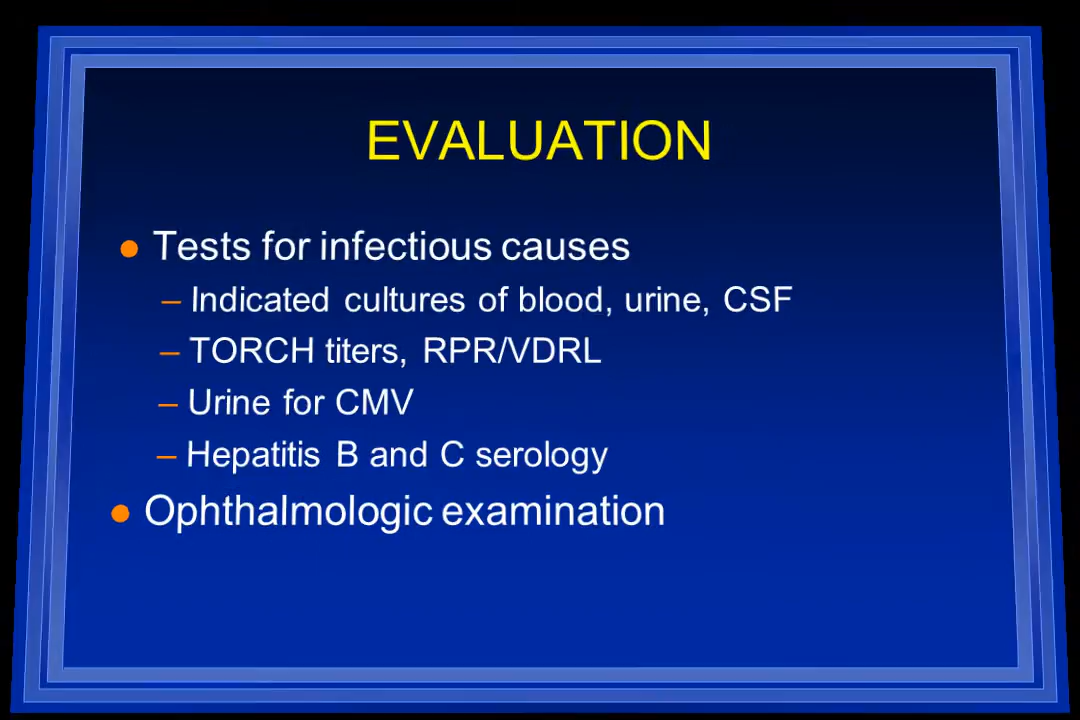 EVALUATION
● Tests for infectious causes
– Indicated cultures of blood, urine, CSF
– TORCH titers, RPR/VDRL
– Urine for CMV
– Hepatitis B and C serology
● Ophthalmologic examination